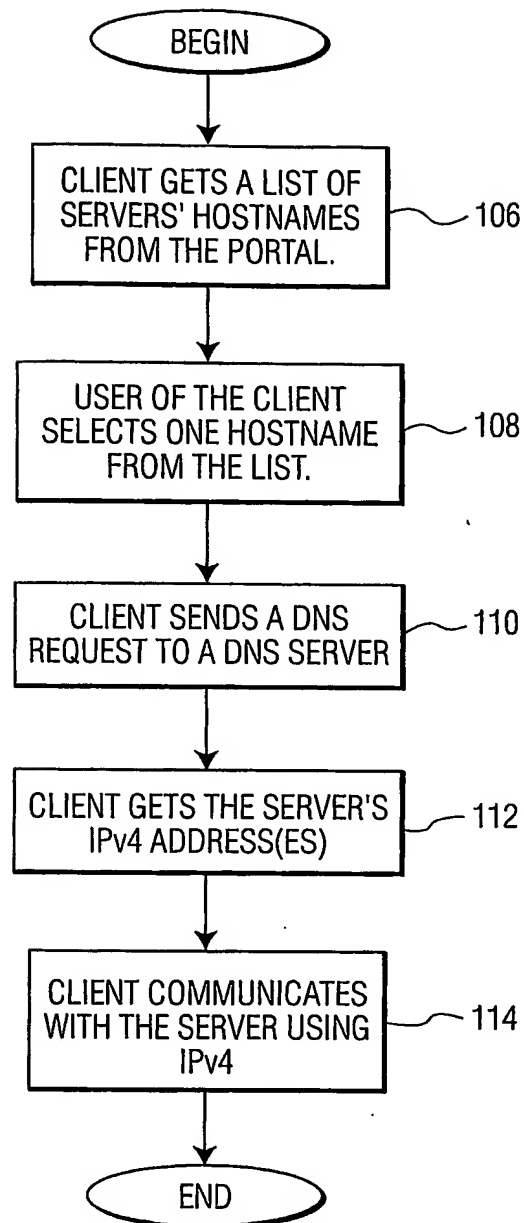 BEGIN
CLIENT GETS A LIST OF
SERVERS' HOSTNAMES
FROM THE PORTAL.
106
USER OF THE CLIENT
SELECTS ONE HOSTNAME
FROM THE LIST.
108
CLIENT SENDS A DNS
REQUEST TO A DNS SERVER
110
CLIENT GETS THE SERVER'S
IPv4 ADDRESS(ES)
112
CLIENT COMMUNICATES
WITH THE SERVER USING
IPv4
114
END